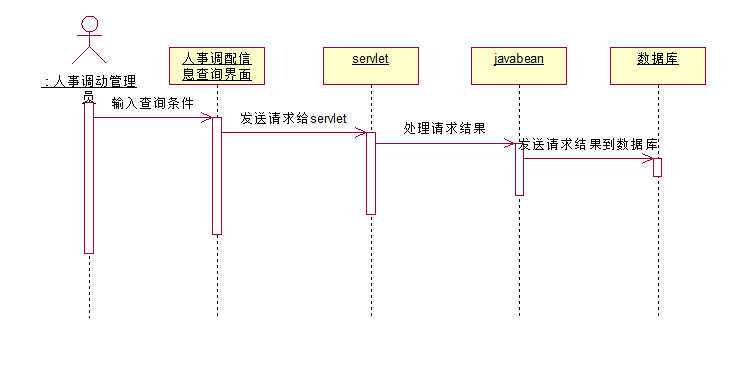 人事调配信
息查询界面
servlet
javabean
数据库
: 人事调动管理
员
输入查询条件
发送请求给servlet
处理请求结果
发送请求结果到数据库